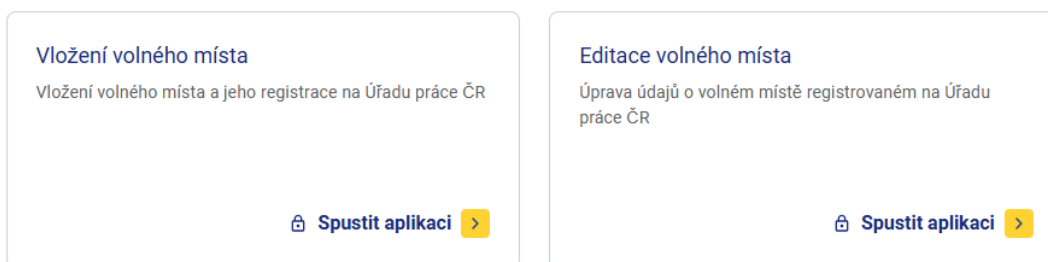 Vložení volného místa
Vložení volného místa a jeho registrace na Úřadu práce ČR
Spustit aplikaci
Editace volného místa
Úprava údajů o volném místě registrovaném na Úřadu
práce ČR
Spustit aplikaci